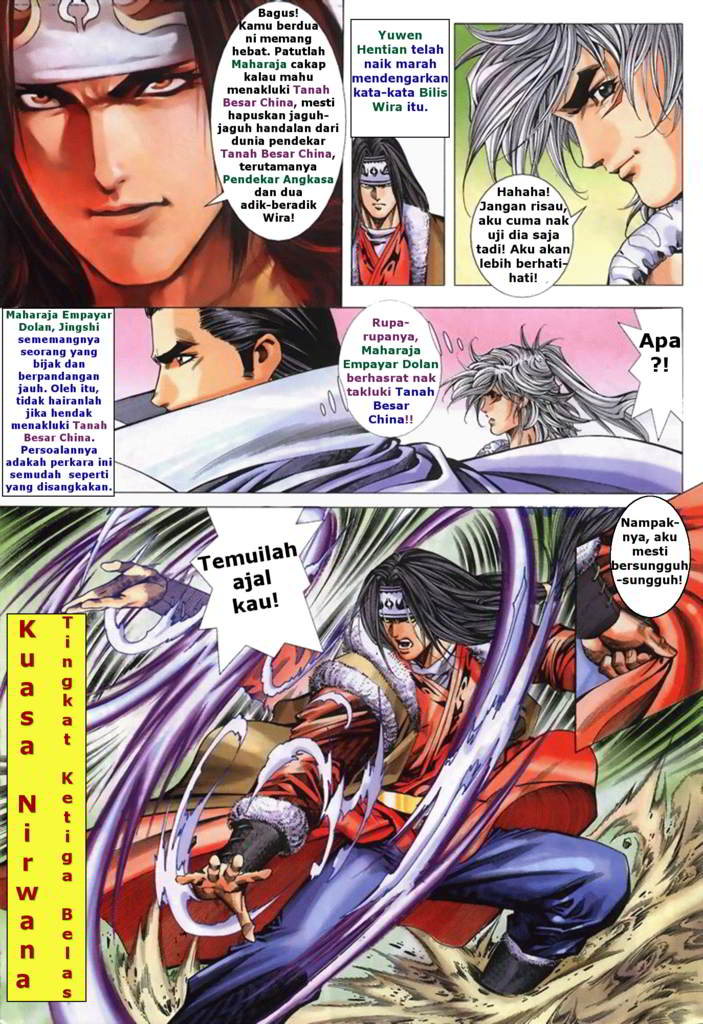 Bagus!
Kamu berdua
ni memang
hebat. Patutlah
Maharaja cakap
kalau mahu
menakluki Tanah
Besar China, mesti
hapuskan jaguh-
jaguh handalan dari
dunia pendekar
Tanah Besar China,
terutamanya
Pendekar Angkasa
dan dua
adik-beradik
Wira!
Yuwen
Hentian telah
naik marah
mendengarkan
kata-kata Bilis
Wira itu.
Hahaha!
Jangan risau,
aku cuma nak
uji dia saja
tadi! Aku akan
lebih berhati-
hati!
Maharaja Empayar
Dolan, Jingshi
sememangnya
seorang yang
bijak dan
berpandangan
jauh. Oleh itu,
tidak hairanlah
jika hendak
menakluki Tanah
Besar China.
Persoalannya
adakah perkara ini
semudah seperti
yang disangkakan.
Rupa-
rupanya,
Maharaja
Empayar Dolan
berhasrat nak
takluki Tanah
Besar
China!!
Apa
?!
Temuilah
ajal
kau!
Nampak-
nya, aku
mesti
bersungguh
-sungguh!
Kuasa Nirwana
Tingkat Ketiga Belas